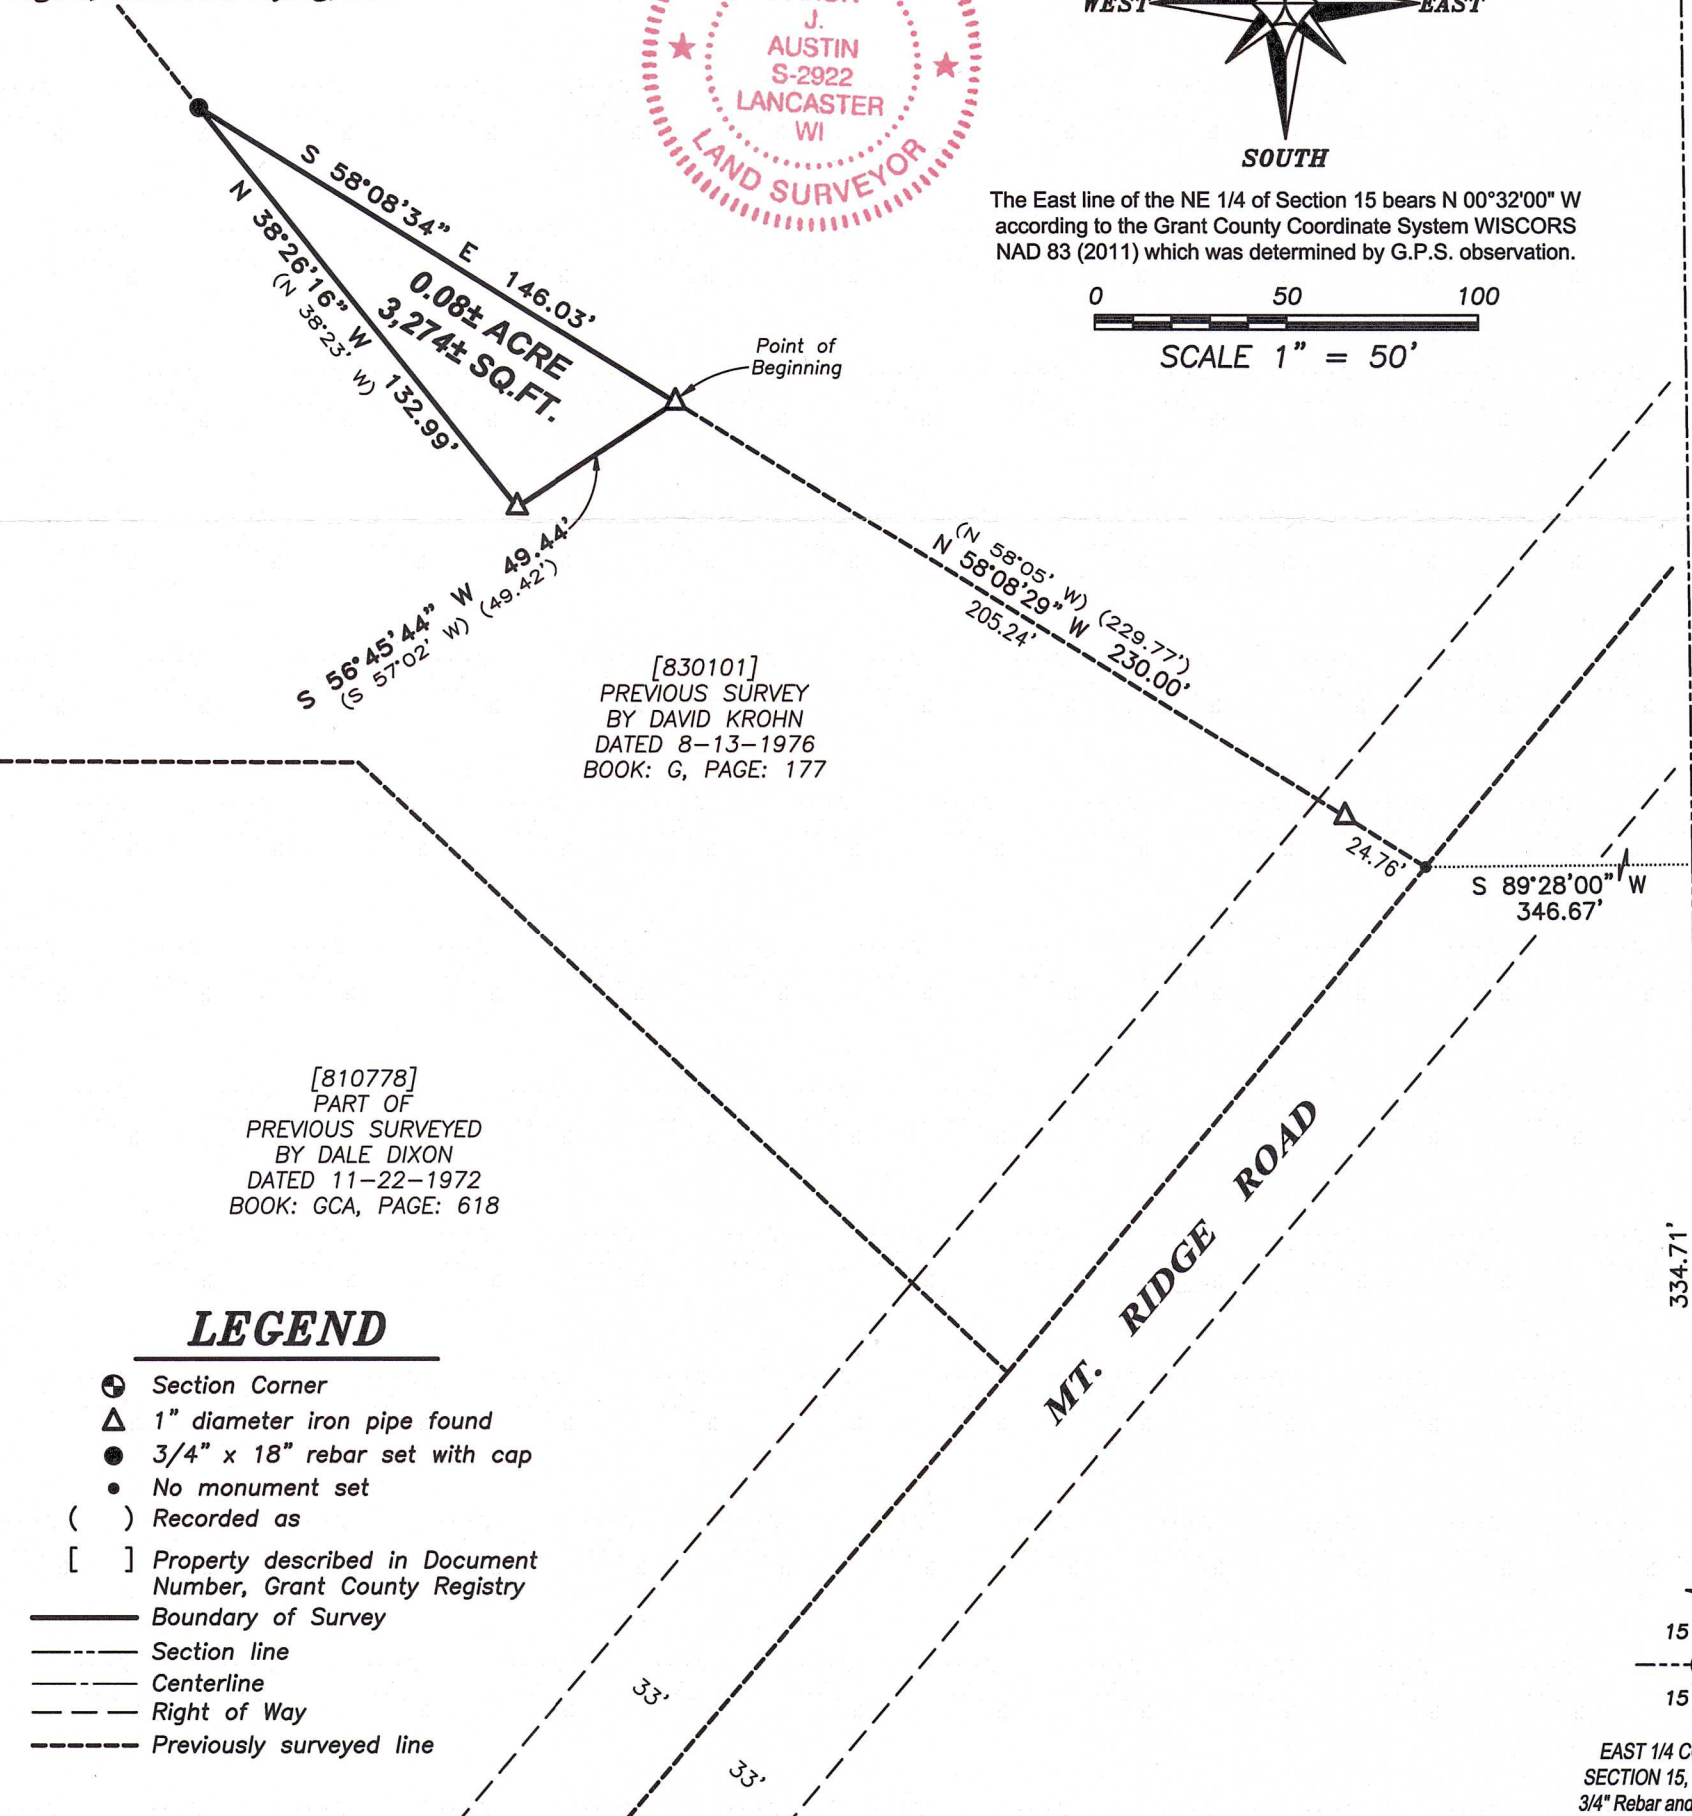 WEST EAST
J.
AUSTIN
S-2922
LANCASTER
WI
LAND SURVEYOR
SOUTH
The East line of the NE 1/4 of Section 15 bears N 00°32'00" W
according to the Grant County Coordinate System WISCORS
NAD 83 (2011) which was determined by G.P.S. observation.
0 50 100
SCALE 1" = 50'
S 58°08'34" E 146.03'
N 38°26'16" W 132.99'
(N 38°23' W)
0.08± ACRE
3,274± SQ.FT.
Point of
Beginning
S 56°45'44" W 49.44'
(S 57°02' W) (49.42')
(N 58°05' W) (229.77')
N 58°08'29" W 230.00'
205.24'
24.76'
S 89°28'00" W
346.67'
[830101]
PREVIOUS SURVEY
BY DAVID KROHN
DATED 8-13-1976
BOOK: G, PAGE: 177
[810778]
PART OF
PREVIOUS SURVEYED
BY DALE DIXON
DATED 11-22-1972
BOOK: GCA, PAGE: 618
MT. RIDGE ROAD
334.71'
LEGEND
Section Corner
1" diameter iron pipe found
3/4" x 18" rebar set with cap
No monument set
( ) Recorded as
[ ] Property described in Document
Number, Grant County Registry
Boundary of Survey
Section line
Centerline
Right of Way
Previously surveyed line
33'
33'
15
15
EAST 1/4 C
SECTION 15,
3/4" Rebar and